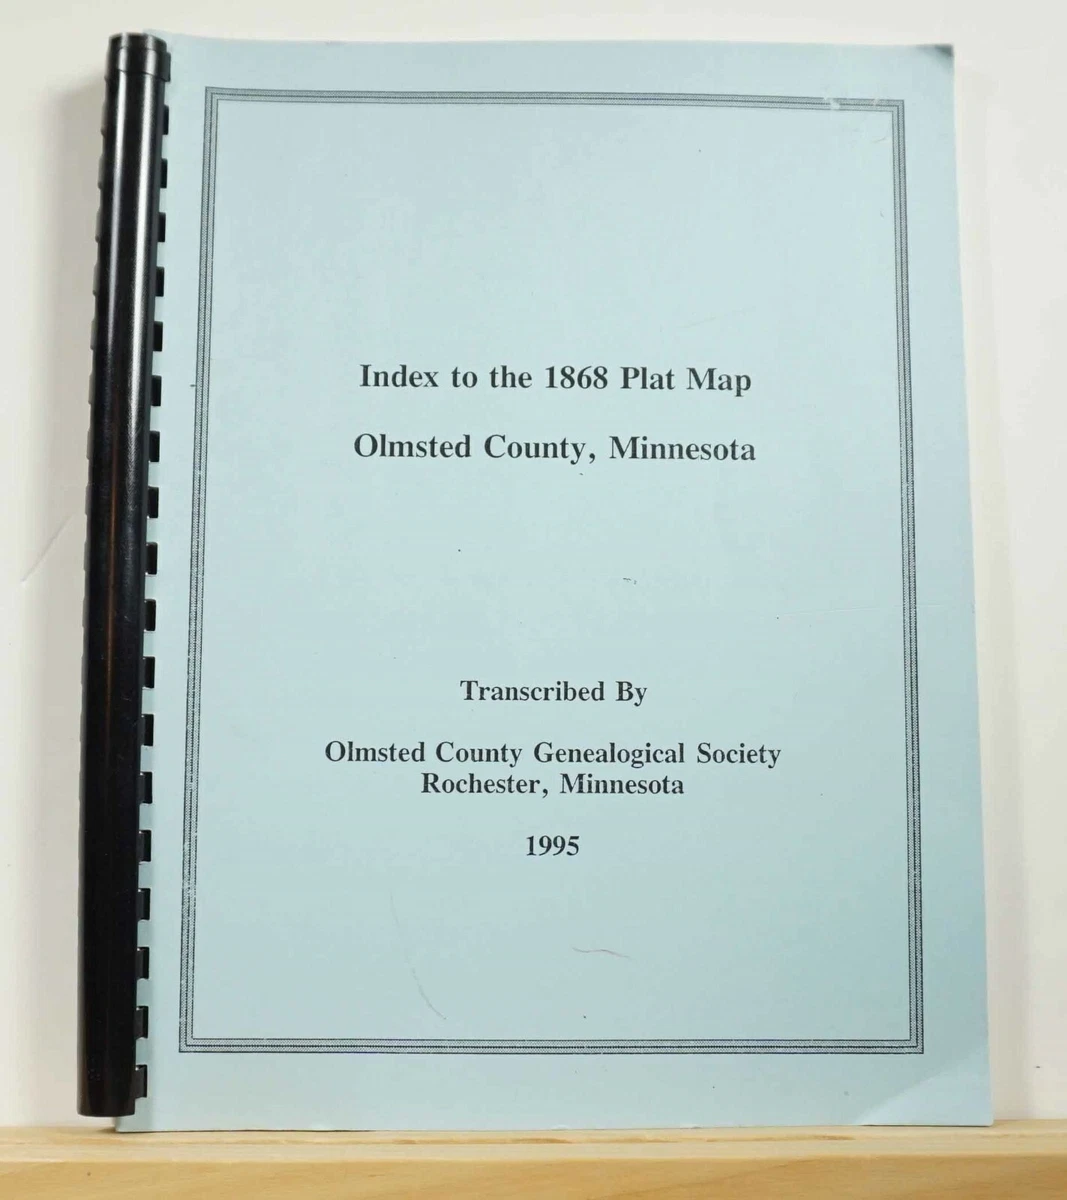 Index to the 1868 Plat Map
Olmsted County, Minnesota
Transcribed By
Olmsted County Genealogical Society
Rochester, Minnesota
1995